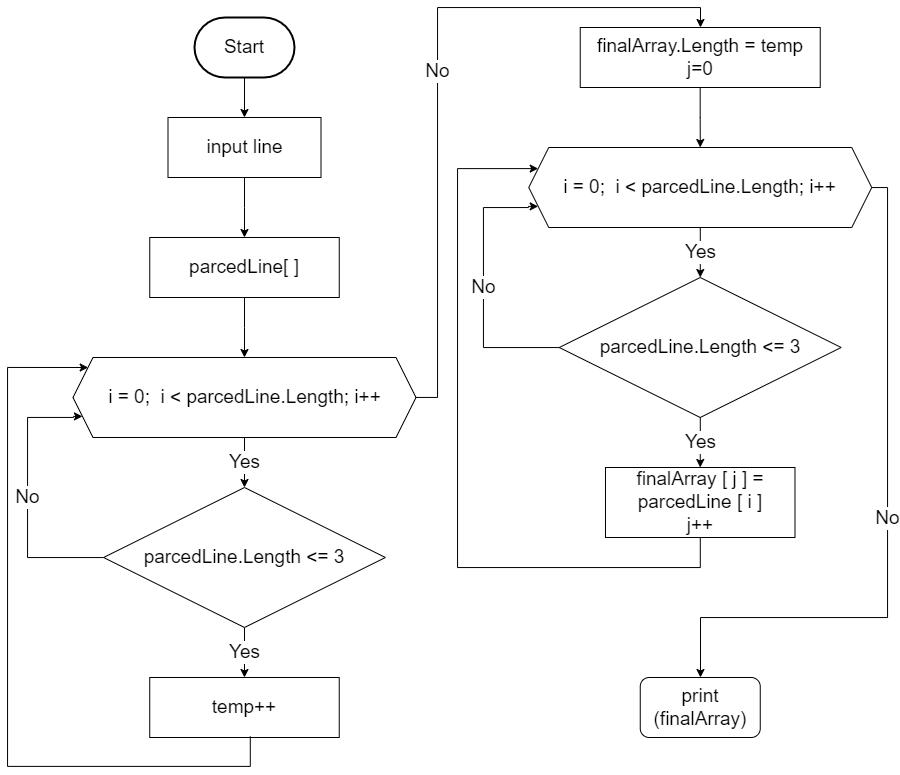 Start
input line
parcedLine[ ]
i = 0;  i < parcedLine.Length; i++
Yes
No
parcedLine.Length <= 3
Yes
temp++
No
finalArray.Length = temp
j=0
i = 0;  i < parcedLine.Length; i++
Yes
No
parcedLine.Length <= 3
Yes
finalArray [ j ] =
parcedLine [ i ]
j++
No
print
(finalArray)